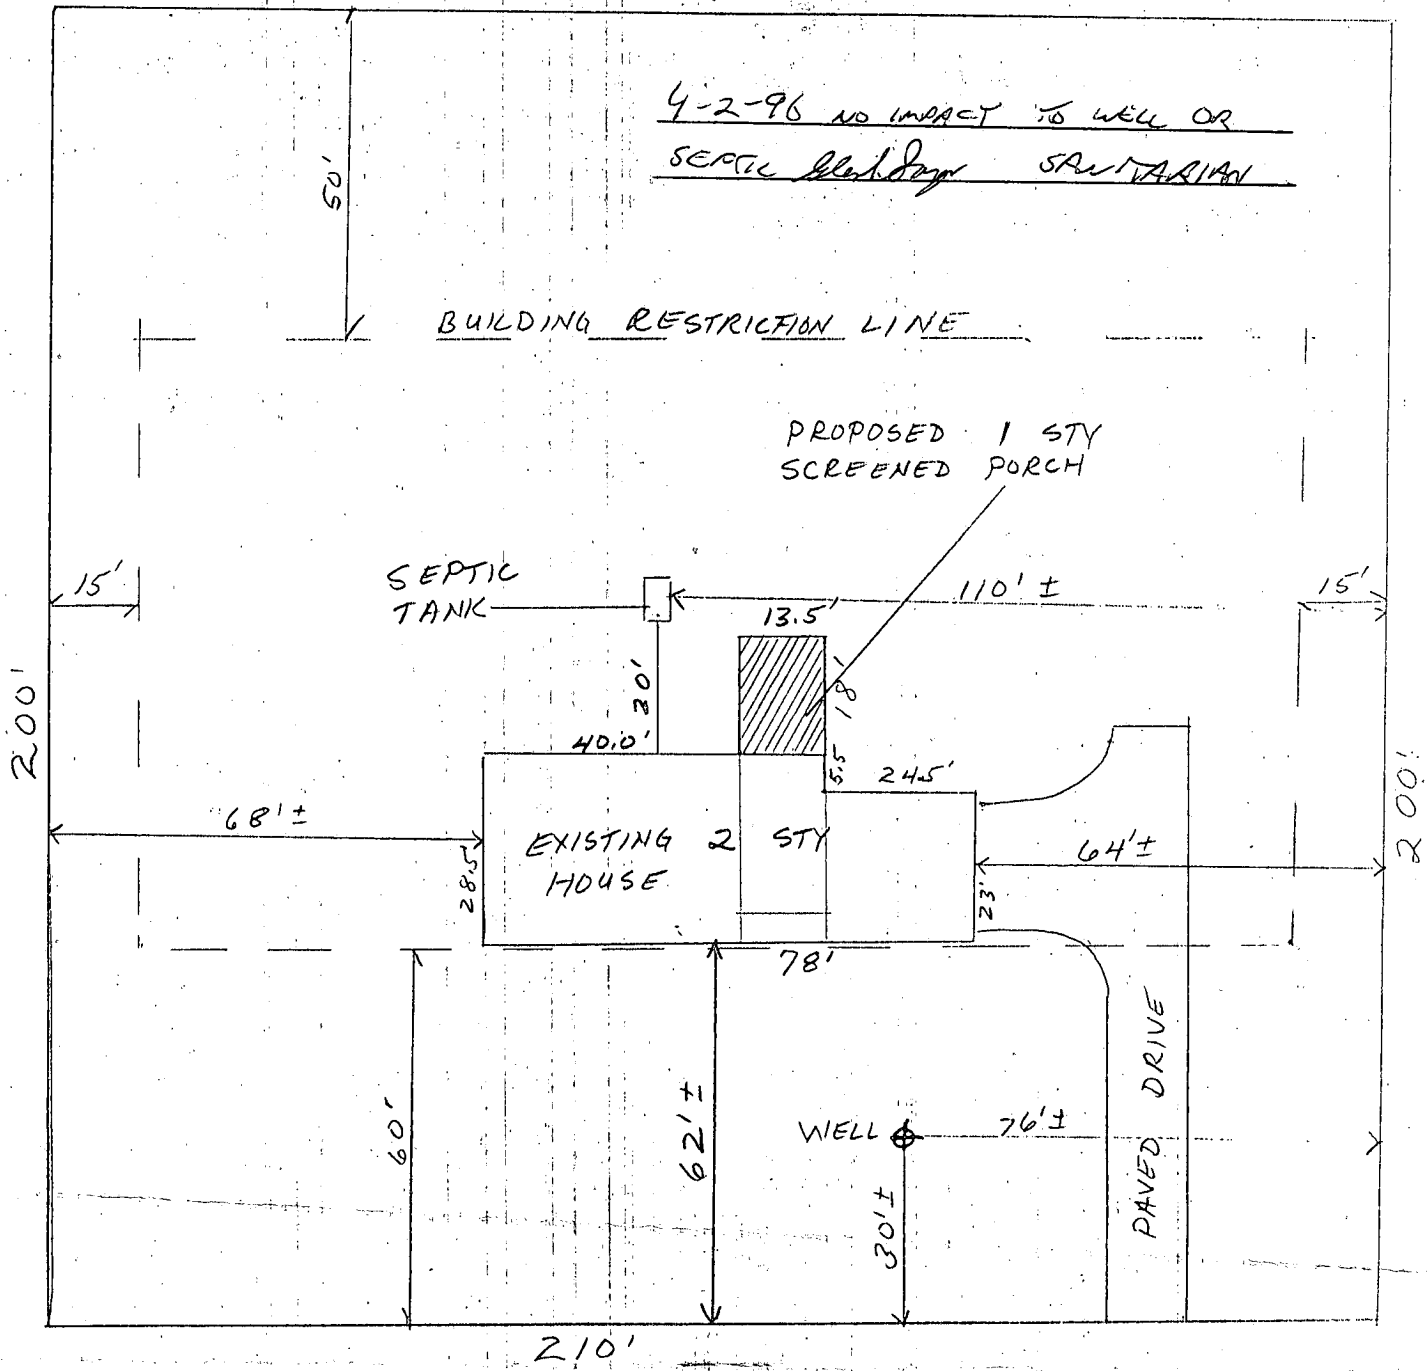 4-2-96 NO IMPACT TO WELL OR
SEPTIC SANITARIAN
50'
BUILDING RESTRICTION LINE
PROPOSED 1 STY
SCREENED PORCH
SEPTIC
TANK
15'
110' ±
15'
13.5'
18'
30'
200'
40.0'
5.5
24.5'
200'
68' ±
EXISTING 2 STY
HOUSE
28.5'
64' ±
23'
78'
60'
62' ±
WELL
76' ±
30' ±
PAVED DRIVE
210'